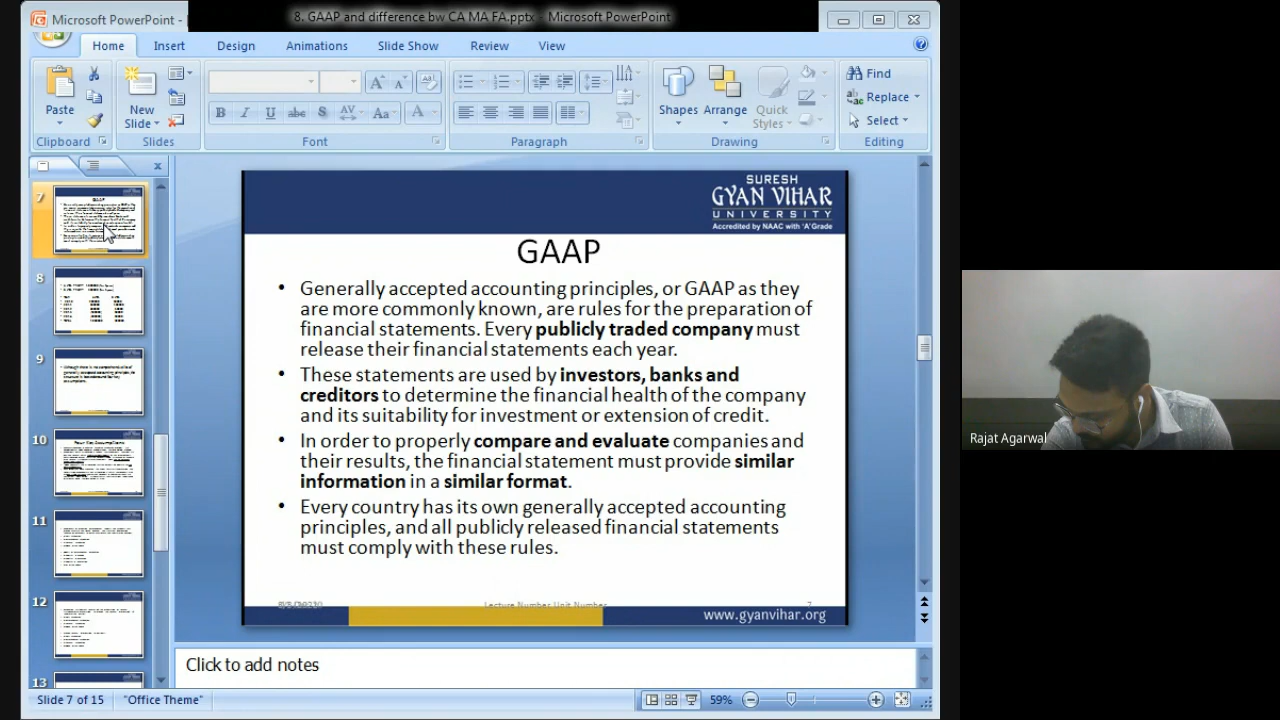 Microsoft PowerPoint -
8. GAAP and difference bw CA MA FA.pptx - Microsoft PowerPoint
Home Insert Design Animations Slide Show Review View
Paste
New
Slide
Shapes Arrange Quick
Styles
Find
Replace
Select
Clipboard Slides Font Paragraph Drawing Editing
7
8
9
10
11
12
13
SURESH
GYAN VIHAR
UNIVERSITY
Accredited by NAAC with 'A' Grade
GAAP
• Generally accepted accounting principles, or GAAP as they
are more commonly known, are rules for the preparation of
financial statements. Every publicly traded company must
release their financial statements each year.
• These statements are used by investors, banks and
creditors to determine the financial health of the company
and its suitability for investment or extension of credit.
• In order to properly compare and evaluate companies and
their results, the financial statement must provide similar
information in a similar format.
• Every country has its own generally accepted accounting
principles, and all publicly released financial statements
must comply with these rules.
Lecture Number Unit Number
7
www.gyanvihar.org
Click to add notes
Slide 7 of 15 "Office Theme" 59%
Rajat Agarwal